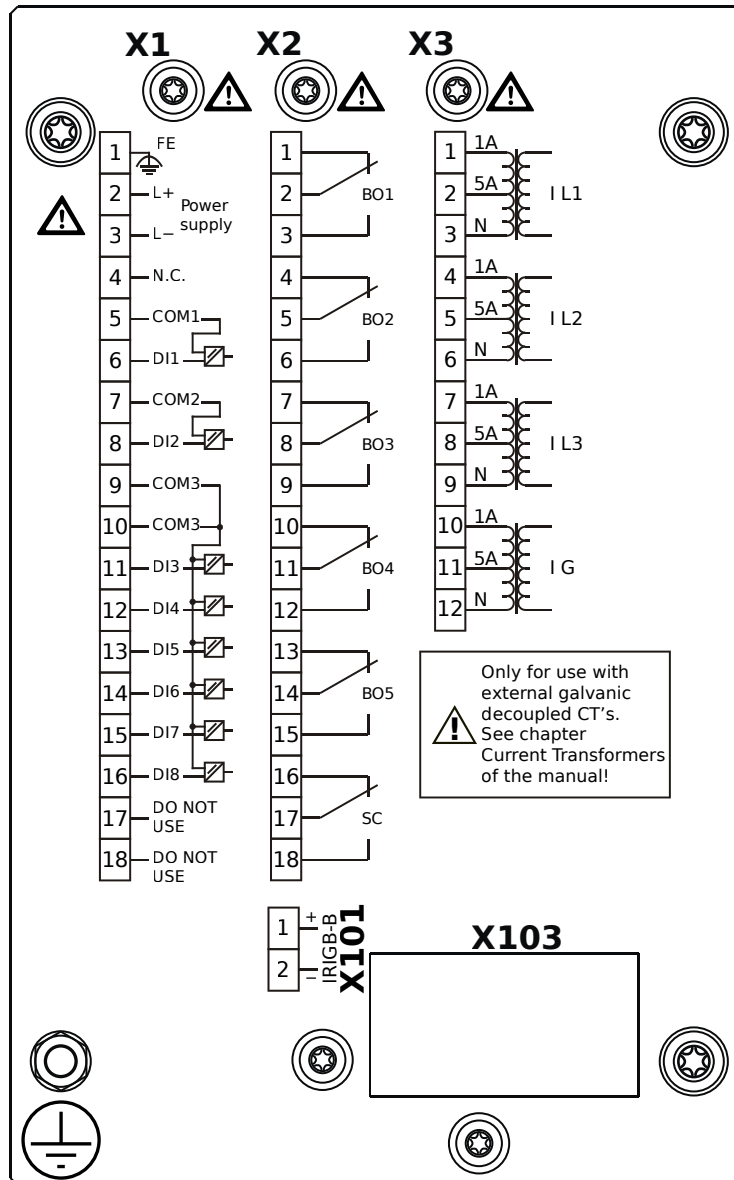 X1 X2 X3
1 FE
2 L+
Power
supply
3 L−
4 N.C.
5 COM1
6 DI1
7 COM2
8 DI2
9 COM3
10 COM3
11 DI3
12 DI4
13 DI5
14 DI6
15 DI7
16 DI8
17 DO NOT
USE
18 DO NOT
USE
1
2 BO1
3
4
5 BO2
6
7
8 BO3
9
10
11 BO4
12
13
14 BO5
15
16
17 SC
18
1 1A
2 5A I L1
3 N
4 1A
5 5A I L2
6 N
7 1A
8 5A I L3
9 N
10 1A
11 5A I G
12 N
!
!
!
!
!
Only for use with
external galvanic
decoupled CT's.
See chapter
Current Transformers
of the manual!
1 +
2 −
IRIGB-B
X101
X103